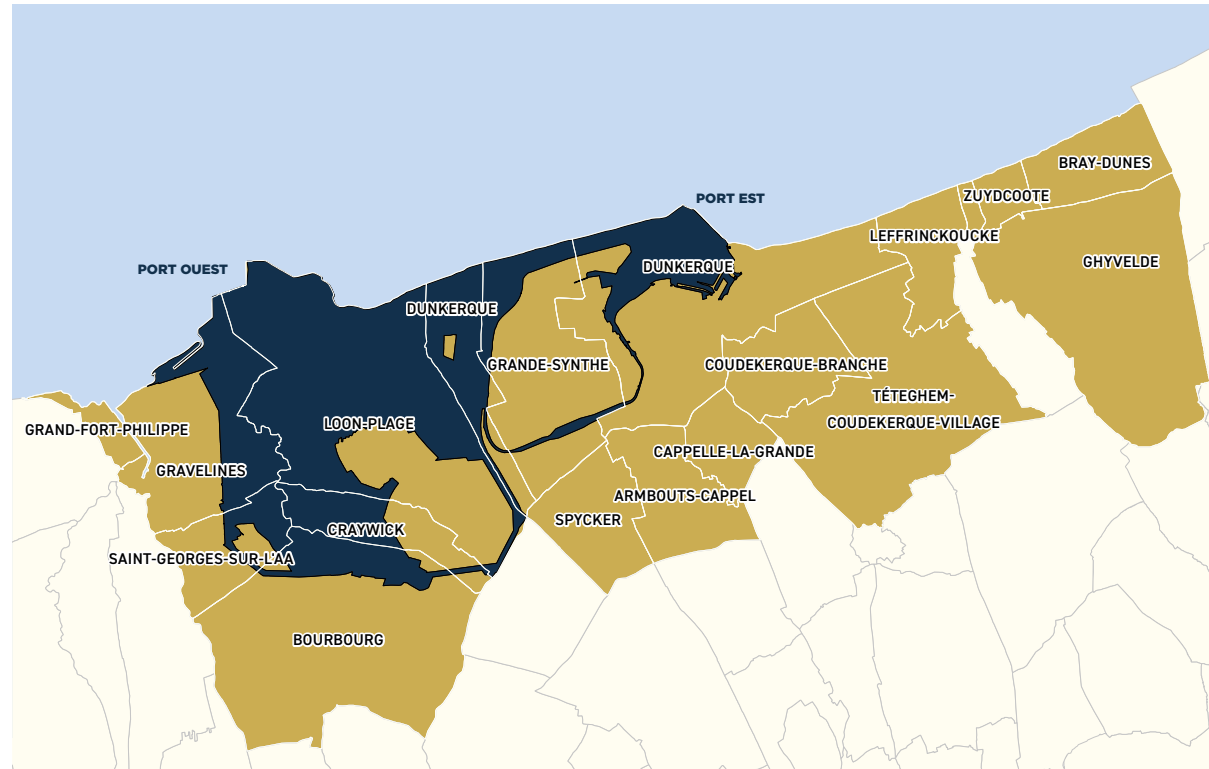 BRAY-DUNES
ZUYDCOOTE
PORT EST
LEFFRINCKOUCKE
GHYVELDE
PORT OUEST
DUNKERQUE
DUNKERQUE
GRANDE-SYNTHE
COUDEKERQUE-BRANCHE
TÉTEGHEM-
COUDEKERQUE-VILLAGE
LOON-PLAGE
GRAND-FORT-PHILIPPE
GRAVELINES
CAPPELLE-LA-GRANDE
ARMBOUTS-CAPPEL
SPYCKER
CRAYWICK
SAINT-GEORGES-SUR-L'AA
BOURBOURG